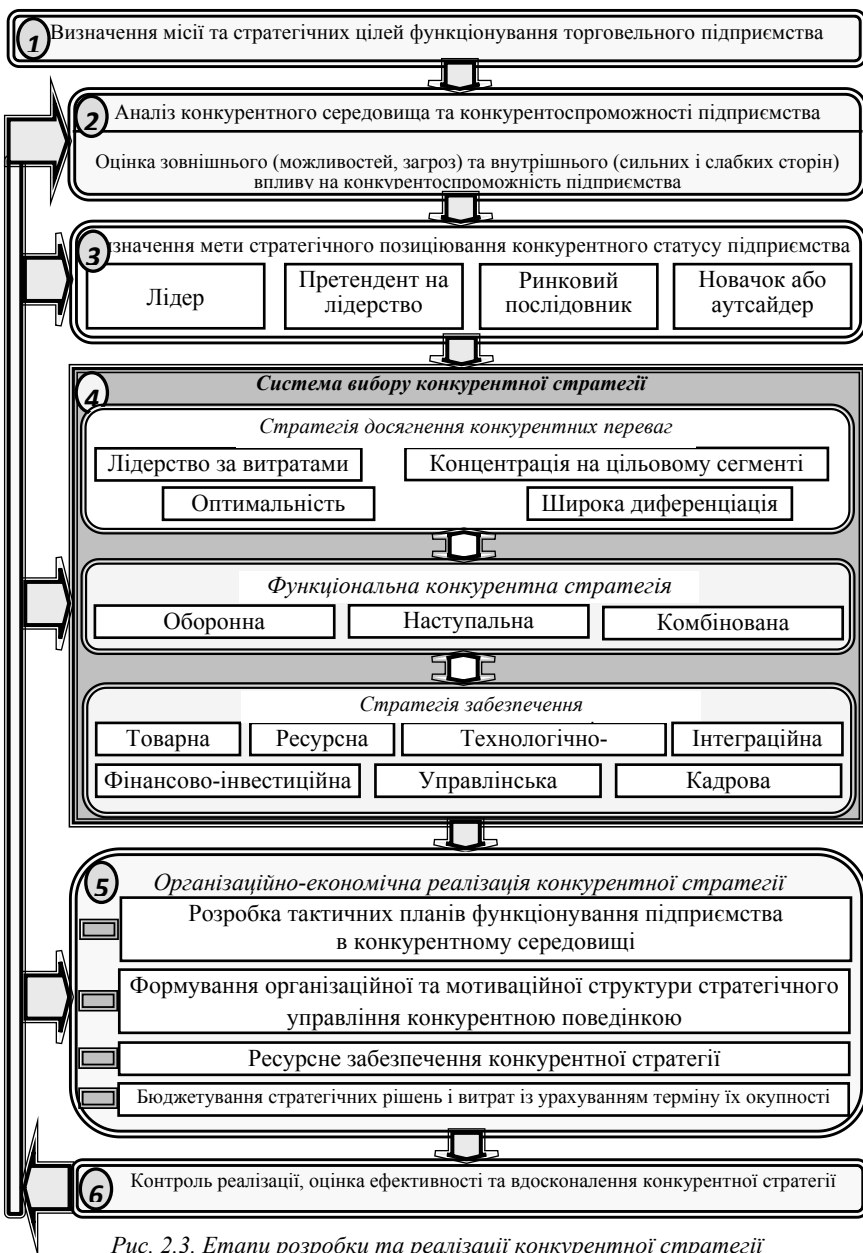 1
Визначення місії та стратегічних цілей функціонування торговельного підприємства
2
Аналіз конкурентного середовища та конкурентоспроможності підприємства
Оцінка зовнішнього (можливостей, загроз) та внутрішнього (сильних і слабких сторін)
впливу на конкурентоспроможність підприємства
3
значення мети стратегічного позиціювання конкурентного статусу підприємства
Лідер
Претендент на
лідерство
Ринковий
послідовник
Новачок або
аутсайдер
4
Система вибору конкурентної стратегії
Стратегія досягнення конкурентних переваг
Лідерство за витратами
Концентрація на цільовому сегменті
Оптимальність
Широка диференціація
Функціональна конкурентна стратегія
Оборонна
Наступальна
Комбінована
Стратегія забезпечення
Товарна
Ресурсна
Технологічно-
Інтеграційна
Фінансово-інвестиційна
Управлінська
Кадрова
5
Організаційно-економічна реалізація конкурентної стратегії
Розробка тактичних планів функціонування підприємства
в конкурентному середовищі
Формування організаційної та мотиваційної структури стратегічного
управління конкурентною поведінкою
Ресурсне забезпечення конкурентної стратегії
Бюджетування стратегічних рішень і витрат із урахуванням терміну їх окупності
6
Контроль реалізації, оцінка ефективності та вдосконалення конкурентної стратегії
Рис. 2.3. Етапи розробки та реалізації конкурентної стратегії